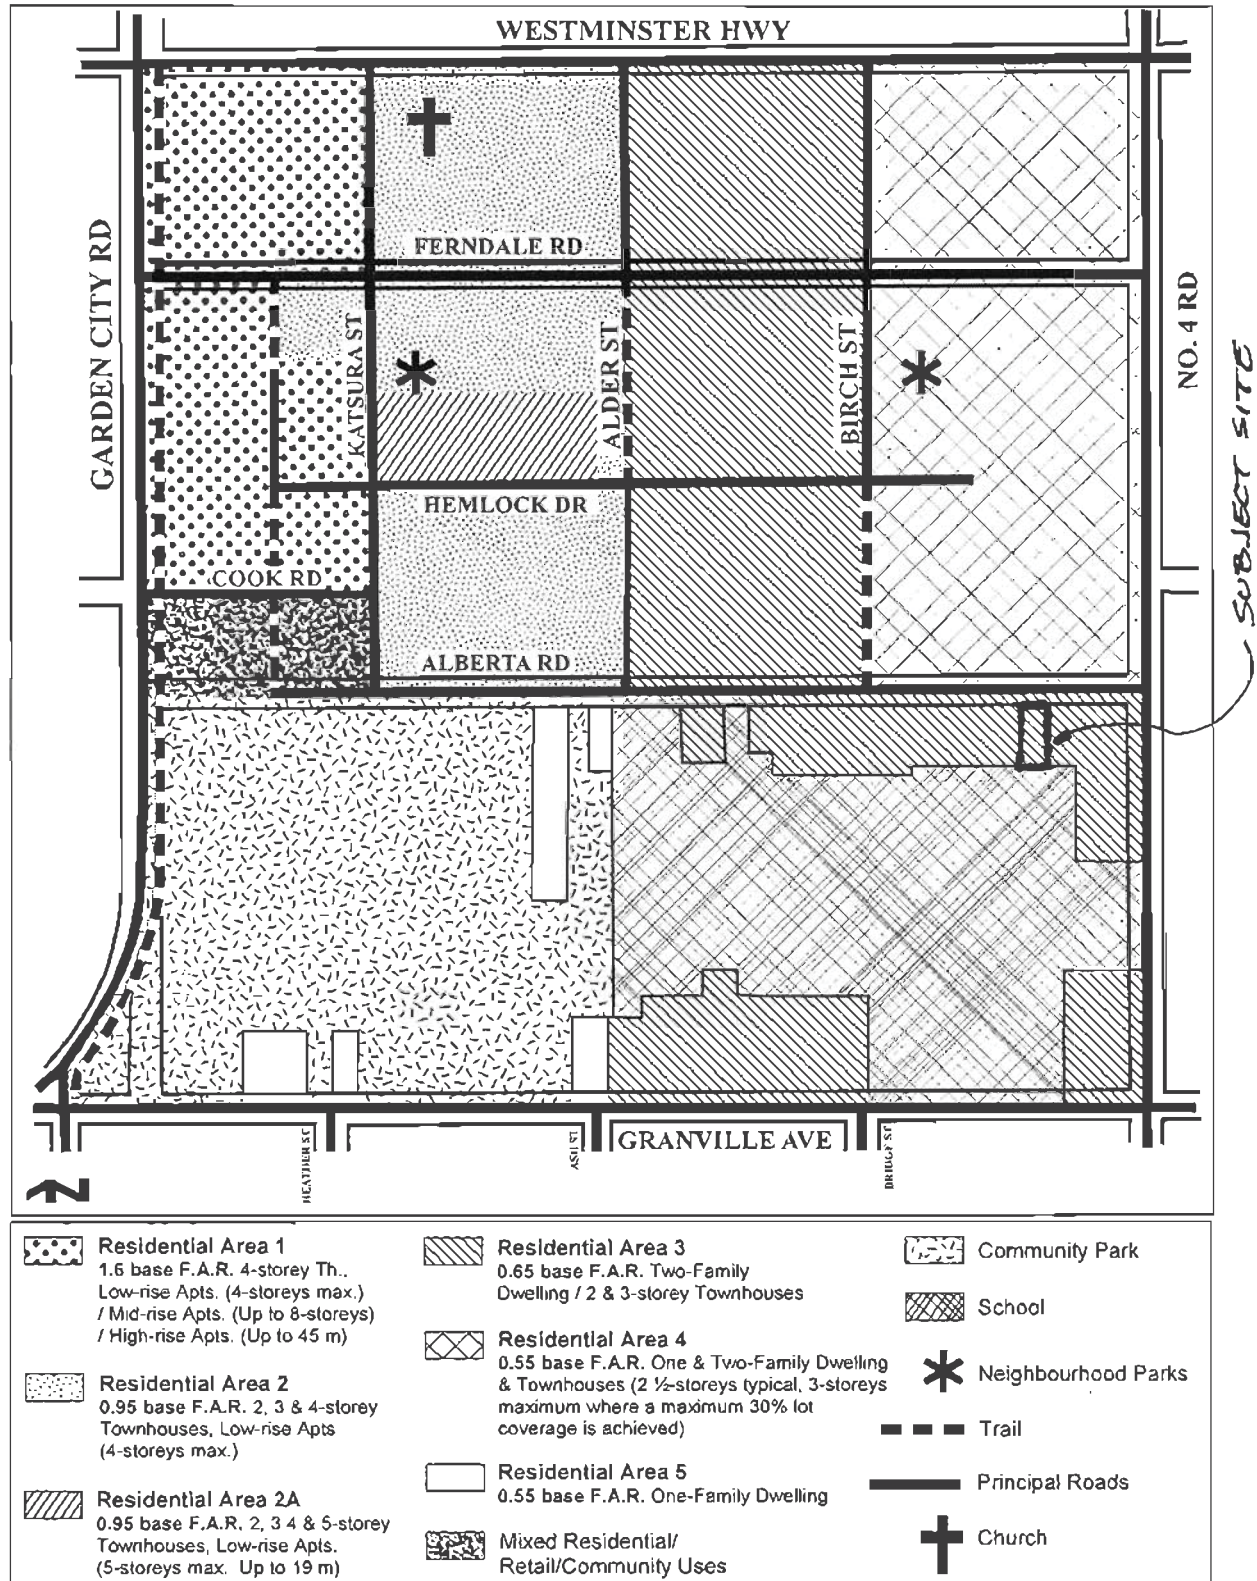 WESTMINSTER HWY
GARDEN CITY RD
FERNDALE RD
KATSURA ST
ALDER ST
BIRCH ST
NO. 4 RD
SUBJECT SITE
HEMLOCK DR
COOK RD
ALBERTA RD
GRANVILLE AVE
HEATHER ST
BRIDGE ST
Residential Area 1
1.6 base F.A.R. 4-storey Th.,
Low-rise Apts. (4-storeys max.)
/ Mid-rise Apts. (Up to 8-storeys)
/ High-rise Apts. (Up to 45 m)
Residential Area 2
0.95 base F.A.R. 2, 3 & 4-storey
Townhouses, Low-rise Apts
(4-storeys max.)
Residential Area 2A
0.95 base F.A.R. 2, 3 4 & 5-storey
Townhouses, Low-rise Apts.
(5-storeys max. Up to 19 m)
Residential Area 3
0.65 base F.A.R. Two-Family
Dwelling / 2 & 3-storey Townhouses
Residential Area 4
0.55 base F.A.R. One & Two-Family Dwelling
& Townhouses (2 ½-storeys typical, 3-storeys
maximum where a maximum 30% lot
coverage is achieved)
Residential Area 5
0.55 base F.A.R. One-Family Dwelling
Mixed Residential/
Retail/Community Uses
Community Park
School
Neighbourhood Parks
Trail
Principal Roads
Church